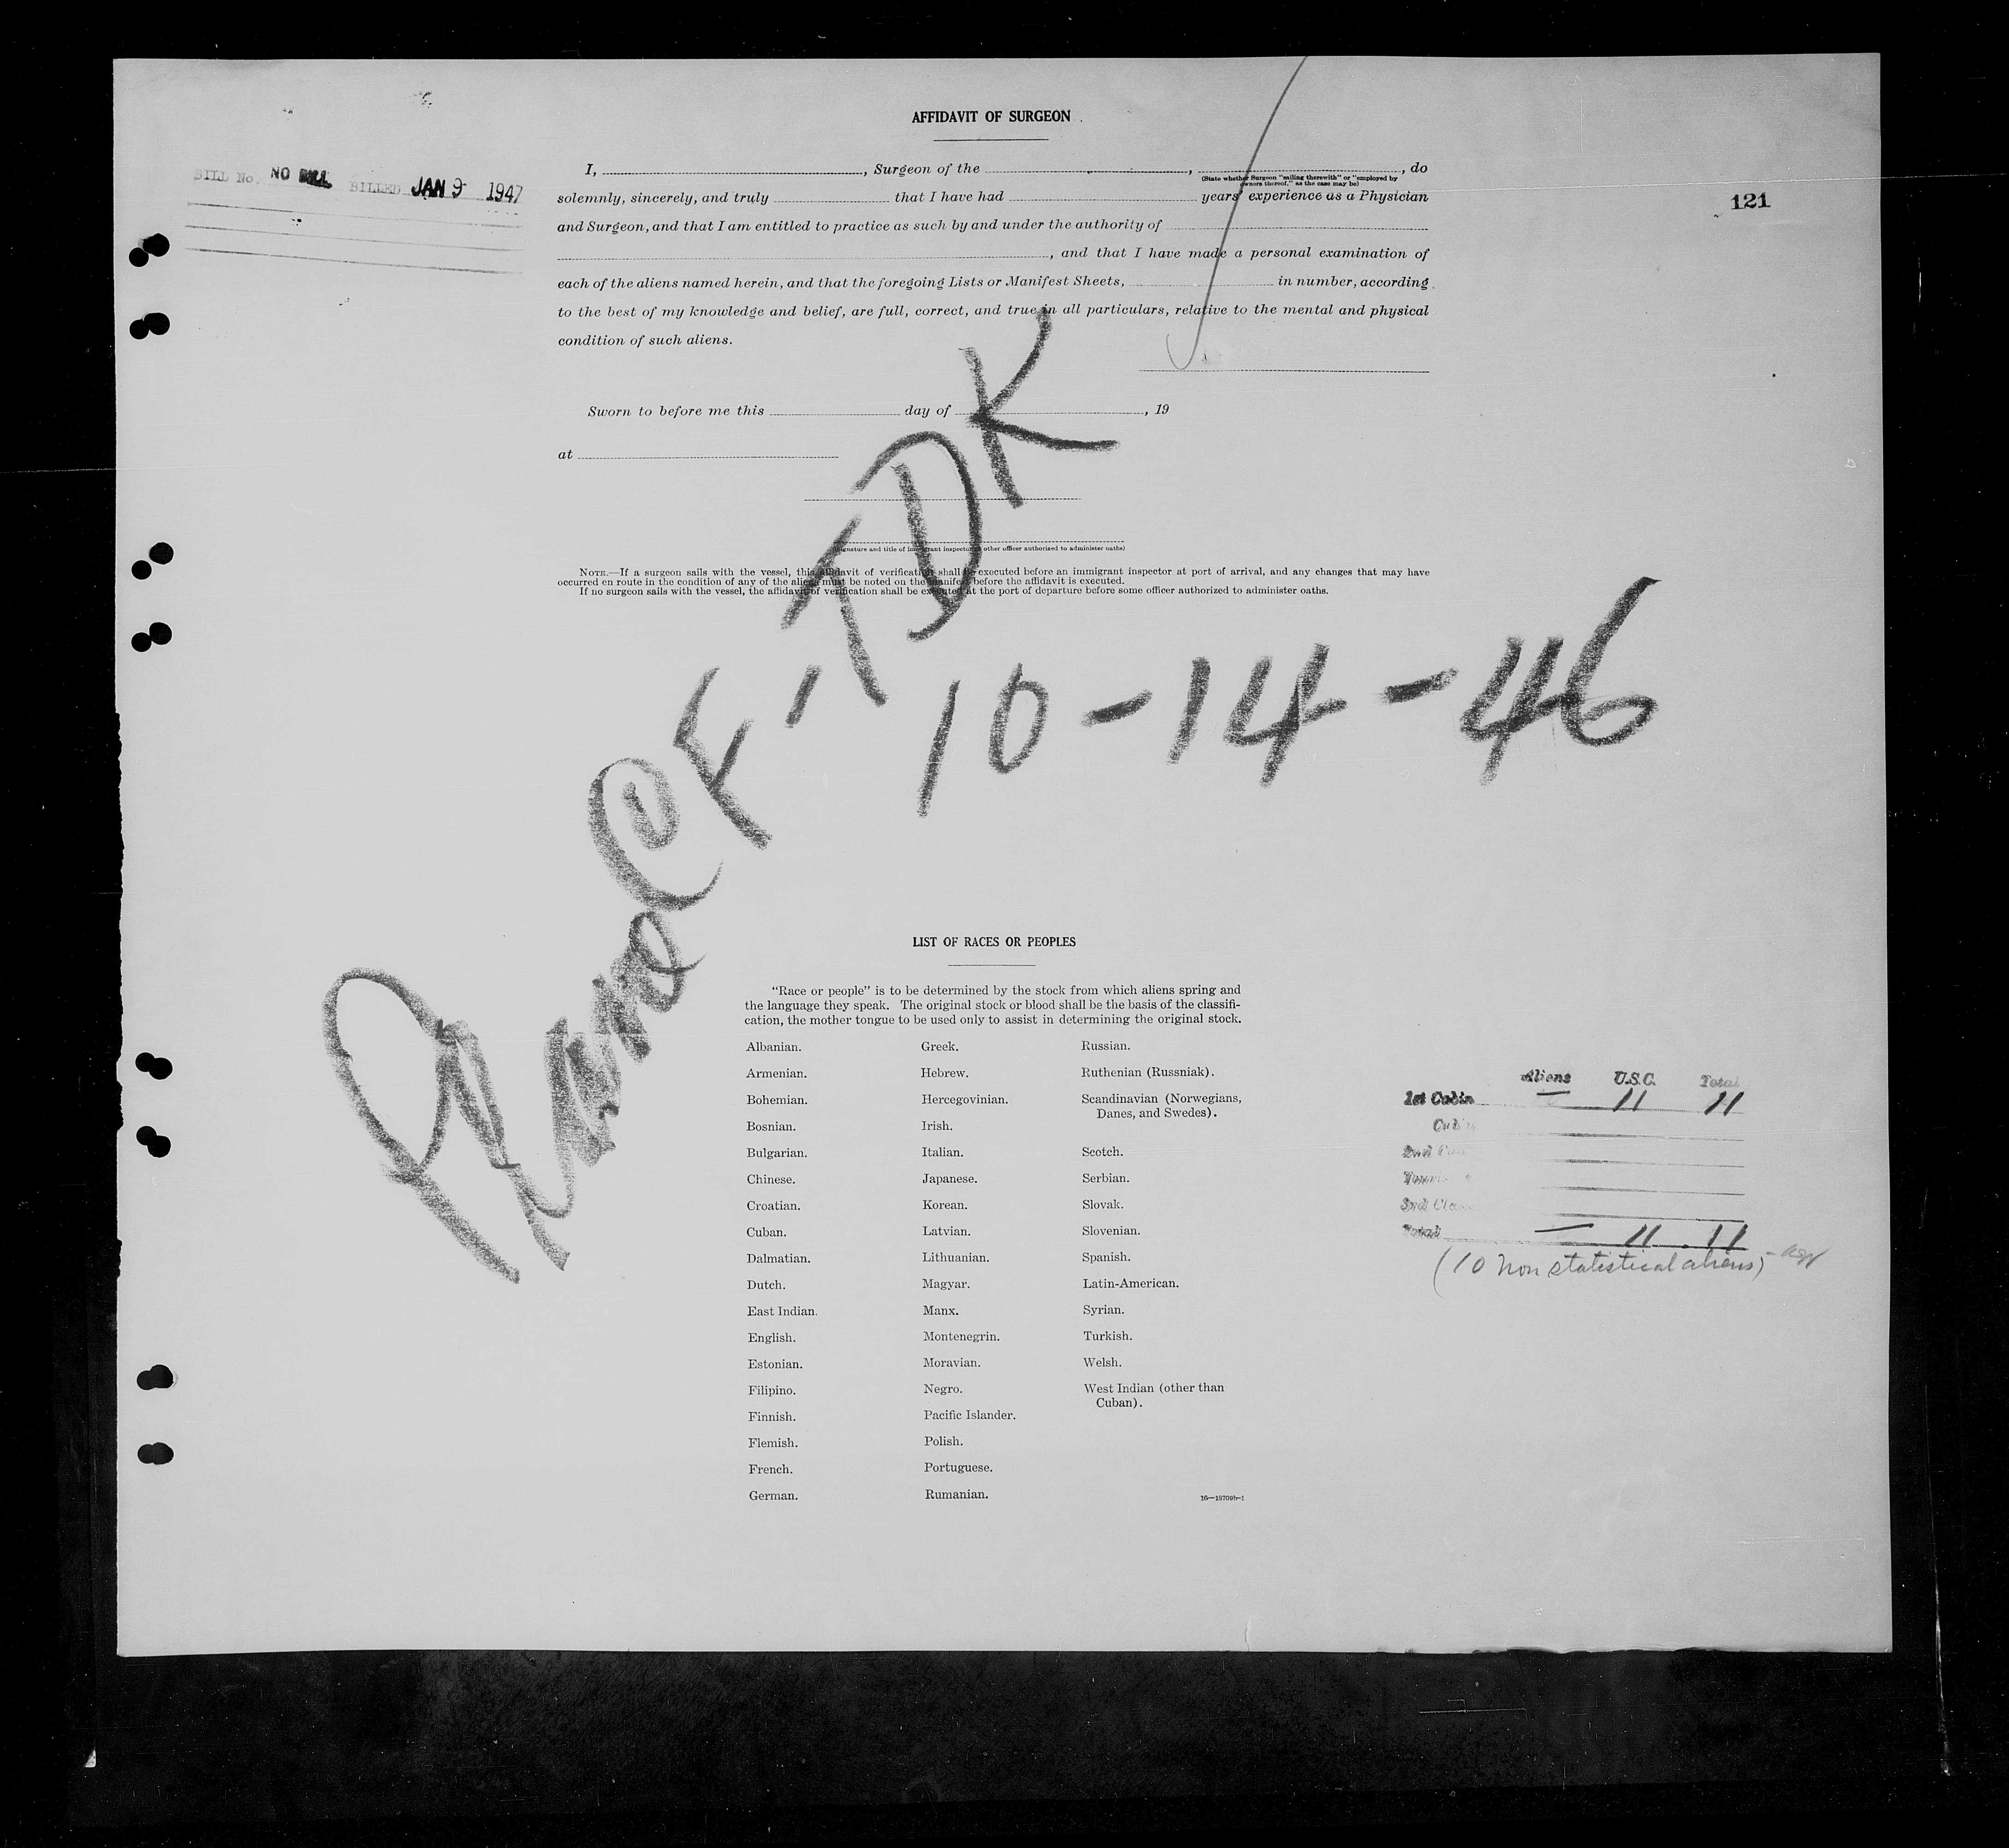 AFFIDAVIT OF SURGEON
BILL No. NO BILL BILLED JAN 9 1947
121
I, , Surgeon of the , , do
(State whether Surgeon "sailing therewith" or "employed by
owners thereof," as the case may be)
solemnly, sincerely, and truly that I have had years' experience as a Physician
and Surgeon, and that I am entitled to practice as such by and under the authority of
, and that I have made a personal examination of
each of the aliens named herein, and that the foregoing Lists or Manifest Sheets, in number, according
to the best of my knowledge and belief, are full, correct, and true in all particulars, relative to the mental and physical
condition of such aliens.
Sworn to before me this day of , 19
at
(Signature and title of immigrant inspector or other officer authorized to administer oaths)
NOTE.—If a surgeon sails with the vessel, this affidavit of verification shall be executed before an immigrant inspector at port of arrival, and any changes that may have
occurred en route in the condition of any of the aliens must be noted on the manifest before the affidavit is executed.
If no surgeon sails with the vessel, the affidavit of verification shall be executed at the port of departure before some officer authorized to administer oaths.
Plane CF-TDK
10-14-46
LIST OF RACES OR PEOPLES
"Race or people" is to be determined by the stock from which aliens spring and
the language they speak. The original stock or blood shall be the basis of the classifi-
cation, the mother tongue to be used only to assist in determining the original stock.
Albanian. Greek. Russian.
Armenian. Hebrew. Ruthenian (Russniak).
Bohemian. Hercegovinian. Scandinavian (Norwegians,
Danes, and Swedes).
Bosnian. Irish.
Bulgarian. Italian. Scotch.
Chinese. Japanese. Serbian.
Croatian. Korean. Slovak.
Cuban. Latvian. Slovenian.
Dalmatian. Lithuanian. Spanish.
Dutch. Magyar. Latin-American.
East Indian. Manx. Syrian.
English. Montenegrin. Turkish.
Estonian. Moravian. Welsh.
Filipino. Negro. West Indian (other than
Cuban).
Finnish. Pacific Islander.
Flemish. Polish.
French. Portuguese.
German. Rumanian.
16—18709b-1
Aliens U.S.C. Total
1st Cabin — 11 11
Cabin
3rd Class
Total — 11 11
(10 Non statistical aliens)